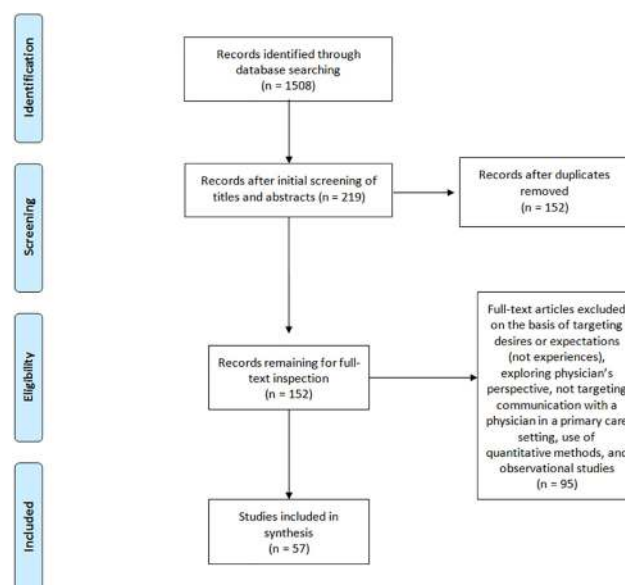 Identification
Records identified through
database searching
(n = 1508)
Screening
Records after initial screening of
titles and abstracts (n = 219)
Records after duplicates
removed
(n = 152)
Eligibility
Records remaining for full-
text inspection
(n = 152)
Full-text articles excluded
on the basis of targeting
desires or expectations
(not experiences),
exploring physician's
perspective, not targeting
communication with a
physician in a primary care
setting, use of
quantitative methods, and
observational studies
(n = 95)
Included
Studies included in
synthesis
(n = 57)